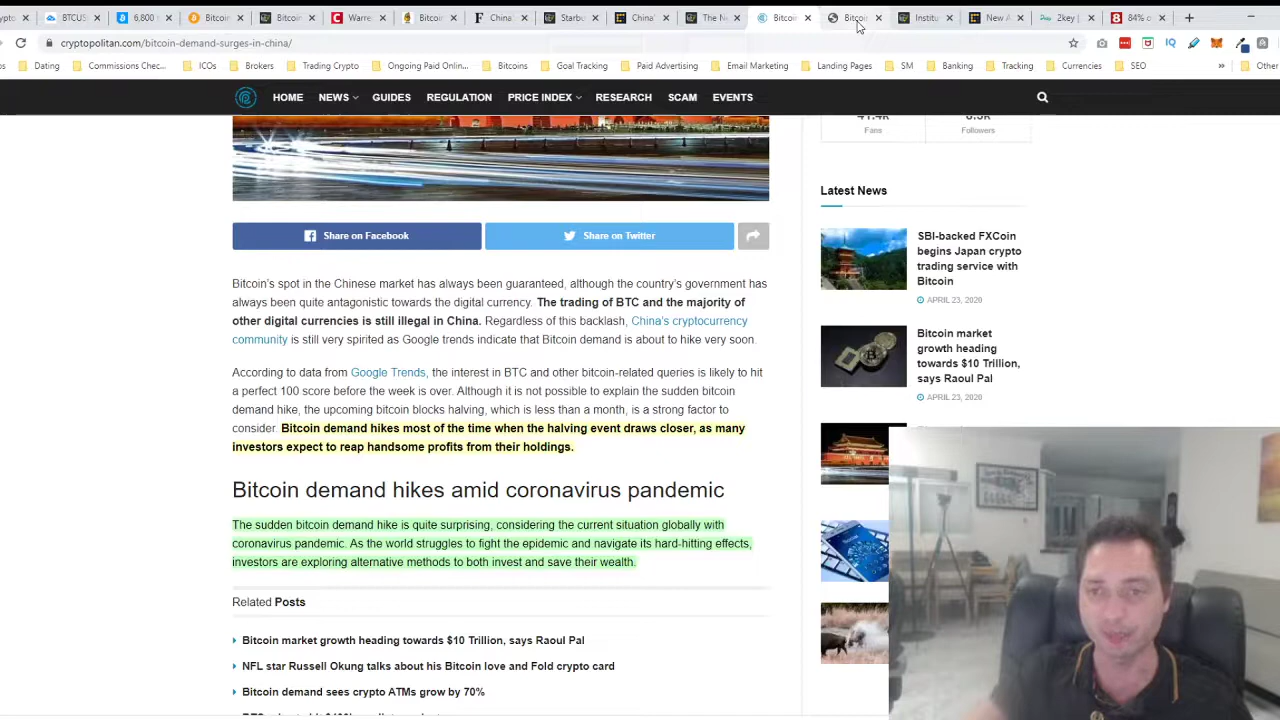 BTCUS
6,800
Bitcoin
Bitcoin
Warre
Bitcoin
China
Starbu
China'
The Ne
Bitcoin
Bitcoin
Institu
New A
2key
84% o
cryptopolitan.com/bitcoin-demand-surges-in-china/
Dating
Commissions Chec...
ICOs
Brokers
Trading Crypto
Ongoing Paid Onlin...
Bitcoins
Goal Tracking
Paid Advertising
Email Marketing
Landing Pages
SM
Banking
Tracking
Currencies
SEO
»
Other
HOME
NEWS
GUIDES
REGULATION
PRICE INDEX
RESEARCH
SCAM
EVENTS
Fans
Followers
Share on Facebook
Share on Twitter
Bitcoin's spot in the Chinese market has always been guaranteed, although the country's government has
always been quite antagonistic towards the digital currency. The trading of BTC and the majority of
other digital currencies is still illegal in China. Regardless of this backlash, China's cryptocurrency
community is still very spirited as Google trends indicate that Bitcoin demand is about to hike very soon.
According to data from Google Trends, the interest in BTC and other bitcoin-related queries is likely to hit
a perfect 100 score before the week is over. Although it is not possible to explain the sudden bitcoin
demand hike, the upcoming bitcoin blocks halving, which is less than a month, is a strong factor to
consider. Bitcoin demand hikes most of the time when the halving event draws closer, as many
investors expect to reap handsome profits from their holdings.
Bitcoin demand hikes amid coronavirus pandemic
The sudden bitcoin demand hike is quite surprising, considering the current situation globally with
coronavirus pandemic. As the world struggles to fight the epidemic and navigate its hard-hitting effects,
investors are exploring alternative methods to both invest and save their wealth.
Related Posts
Bitcoin market growth heading towards $10 Trillion, says Raoul Pal
NFL star Russell Okung talks about his Bitcoin love and Fold crypto card
Bitcoin demand sees crypto ATMs grow by 70%
Latest News
SBI-backed FXCoin
begins Japan crypto
trading service with
Bitcoin
APRIL 23, 2020
Bitcoin market
growth heading
towards $10 Trillion,
says Raoul Pal
APRIL 23, 2020